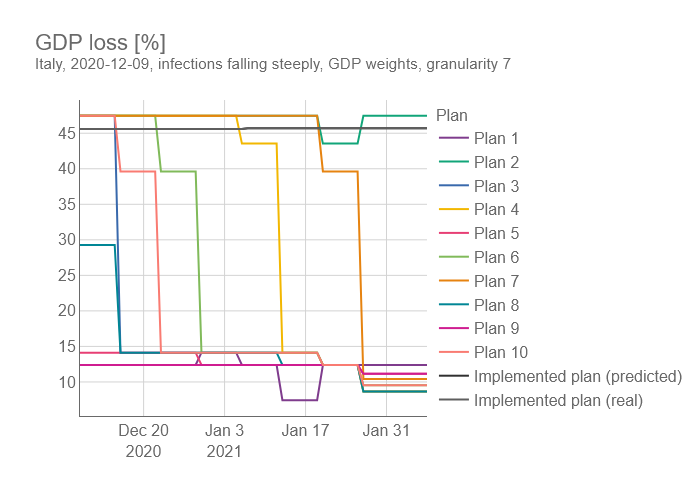 GDP loss [%]
Italy, 2020-12-09, infections falling steeply, GDP weights, granularity 7
Plan
45
40
35
30
25
20
15
10
Dec 20
2020
Jan 3
2021
Jan 17
Jan 31
Plan 1
Plan 2
Plan 3
Plan 4
Plan 5
Plan 6
Plan 7
Plan 8
Plan 9
Plan 10
Implemented plan (predicted)
Implemented plan (real)